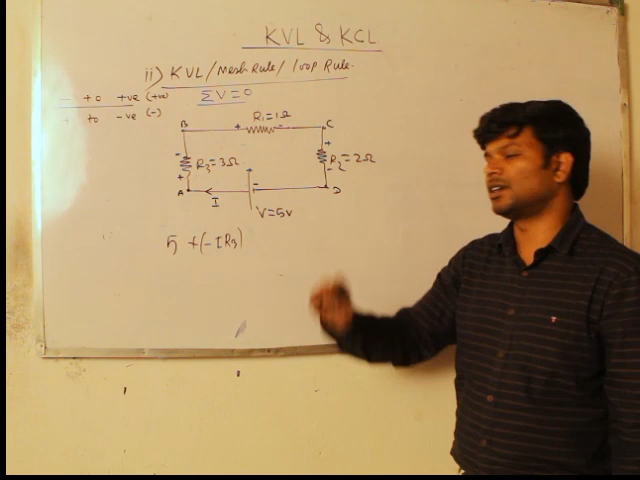 KVL & KCL
ii) KVL/Mesh Rule/loop Rule.
- to +ve (+ve)
ΣV=0
+ to -ve (-)
R₁=1Ω
B + - C
- +
R₃=3Ω R₂=2Ω
+ -
A I + - D
V=5v
5 +(-IR₃)